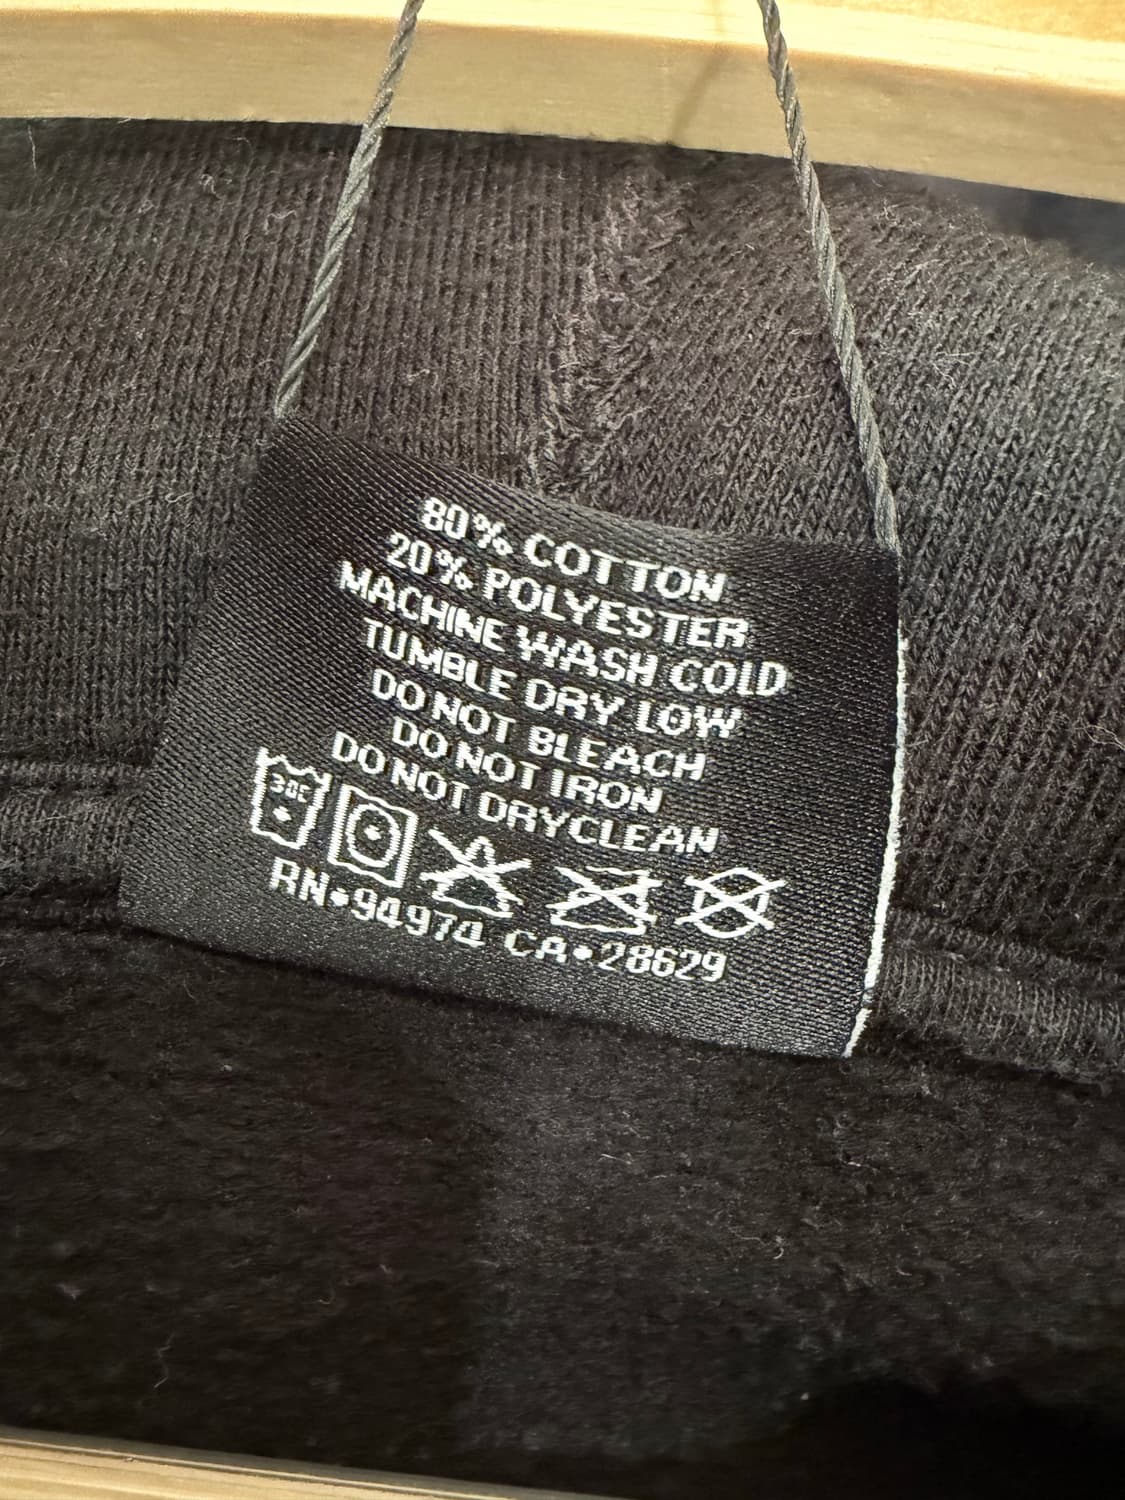 80% COTTON
20% POLYESTER
MACHINE WASH COLD
TUMBLE DRY LOW
DO NOT BLEACH
DO NOT IRON
DO NOT DRYCLEAN
30C
RN•94974 CA•28629